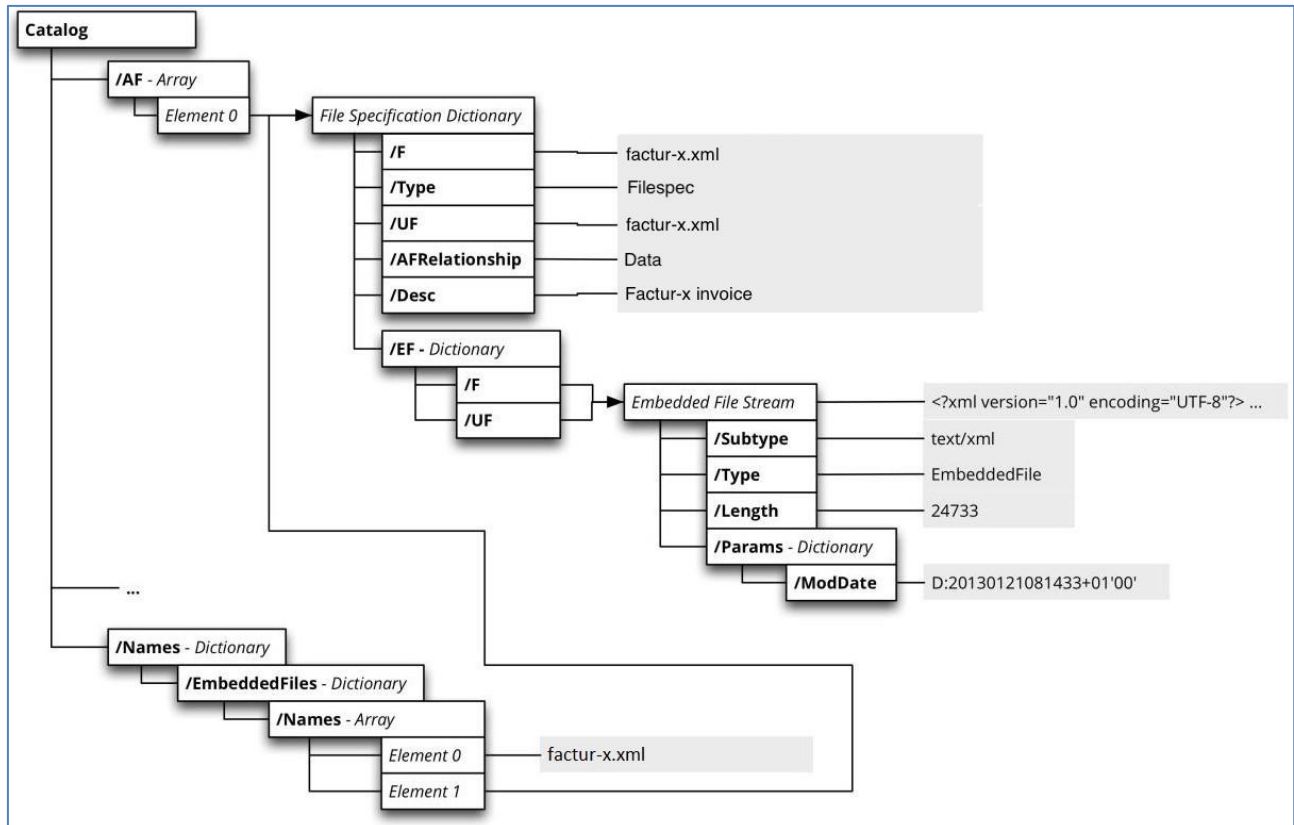 Catalog
/AF - Array
Element 0
File Specification Dictionary
/F
factur-x.xml
/Type
Filespec
/UF
factur-x.xml
/AFRelationship
Data
/Desc
Factur-x invoice
/EF - Dictionary
/F
/UF
Embedded File Stream
<?xml version="1.0" encoding="UTF-8"?> ...
/Subtype
text/xml
/Type
EmbeddedFile
/Length
24733
/Params - Dictionary
/ModDate
D:20130121081433+01'00'
...
/Names - Dictionary
/EmbeddedFiles - Dictionary
/Names - Array
Element 0
factur-x.xml
Element 1